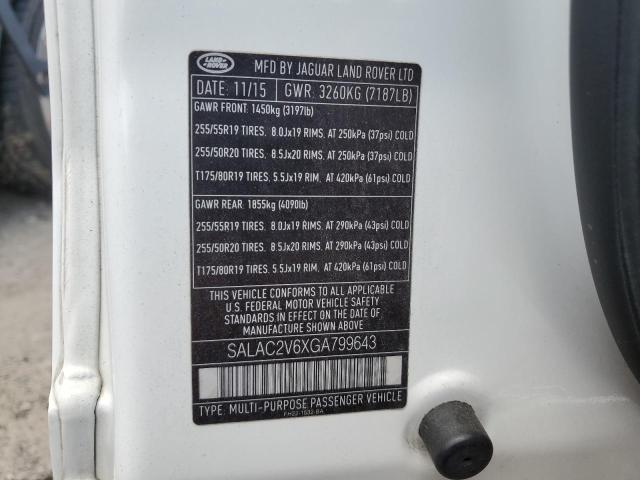 LAND ROVER
MFD BY JAGUAR LAND ROVER LTD
DATE: 11/15 GWR: 3260KG (7187LB)
GAWR FRONT: 1450kg (3197lb)
255/55R19 TIRES. 8.0Jx19 RIMS. AT 250kPa (37psi) COLD
255/50R20 TIRES. 8.5Jx20 RIMS. AT 250kPa (37psi) COLD
T175/80R19 TIRES. 5.5Jx19 RIM. AT 420kPa (61psi) COLD
GAWR REAR: 1855kg (4090lb)
255/55R19 TIRES. 8.0Jx19 RIMS. AT 290kPa (43psi) COLD
255/50R20 TIRES. 8.5Jx20 RIMS. AT 290kPa (43psi) COLD
T175/80R19 TIRES. 5.5Jx19 RIM. AT 420kPa (61psi) COLD
THIS VEHICLE CONFORMS TO ALL APPLICABLE
U.S. FEDERAL MOTOR VEHICLE SAFETY
STANDARDS IN EFFECT ON THE DATE OF
MANUFACTURE SHOWN ABOVE.
SALAC2V6XGA799643
TYPE: MULTI-PURPOSE PASSENGER VEHICLE
FH22-1532-BA